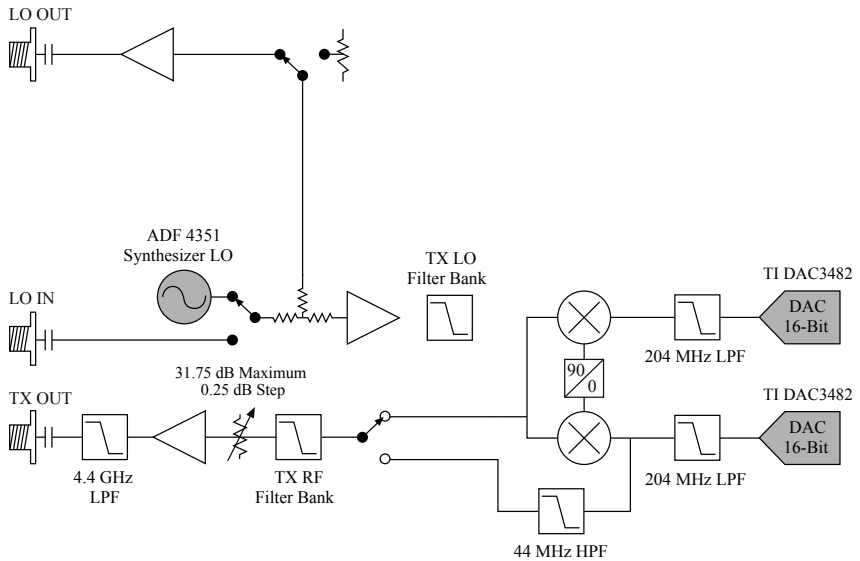 LO OUT
ADF 4351
Synthesizer LO
TX LO
Filter Bank
TI DAC3482
LO IN
DAC
16-Bit
204 MHz LPF
31.75 dB Maximum
0.25 dB Step
90
0
TX OUT
TI DAC3482
DAC
16-Bit
4.4 GHz
LPF
TX RF
Filter Bank
204 MHz LPF
44 MHz HPF